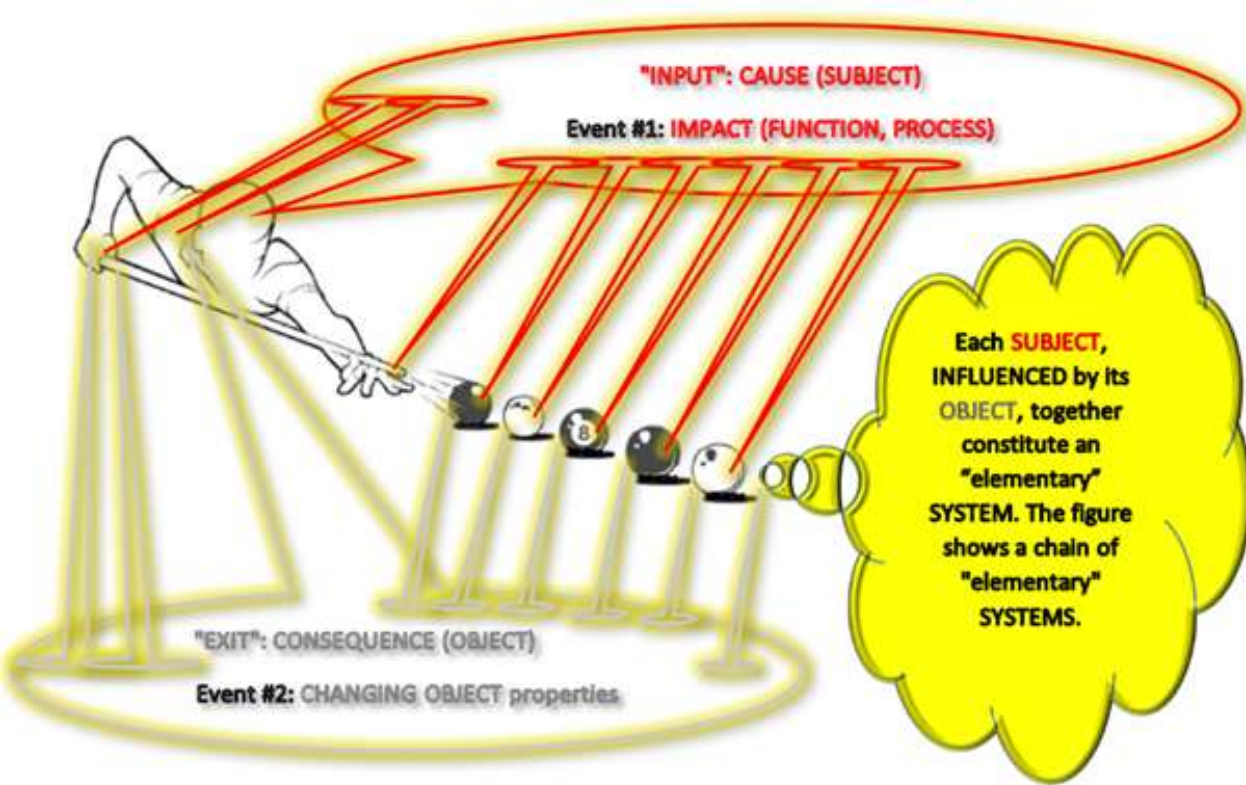 "INPUT": CAUSE (SUBJECT)
Event #1: IMPACT (FUNCTION, PROCESS)
8
Each SUBJECT,
INFLUENCED by its
OBJECT, together
constitute an
"elementary"
SYSTEM. The figure
shows a chain of
"elementary"
SYSTEMS.
"EXIT": CONSEQUENCE (OBJECT)
Event #2: CHANGING OBJECT properties